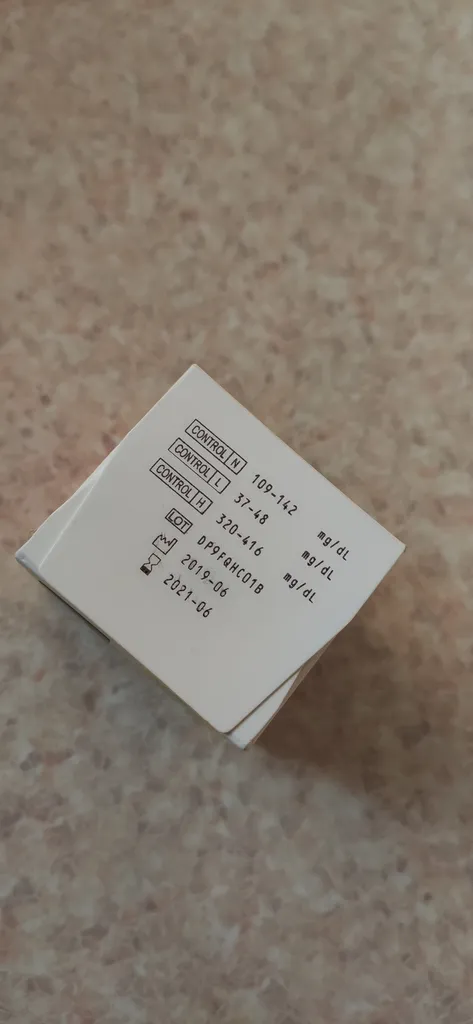 CONTROL N 109-142 mg/dL
CONTROL L 37-48 mg/dL
CONTROL H 320-416 mg/dL
LOT DP9FQHC01B
2019-06
2021-06